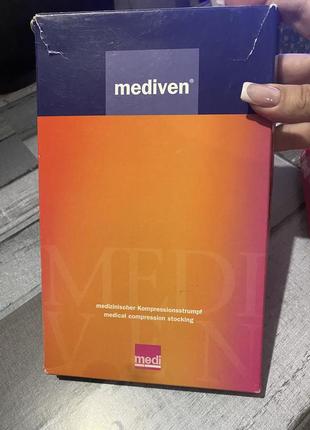 mediven®
MEDI
VEN
medizinischer Kompressionsstrumpf
medical compression stocking
medi